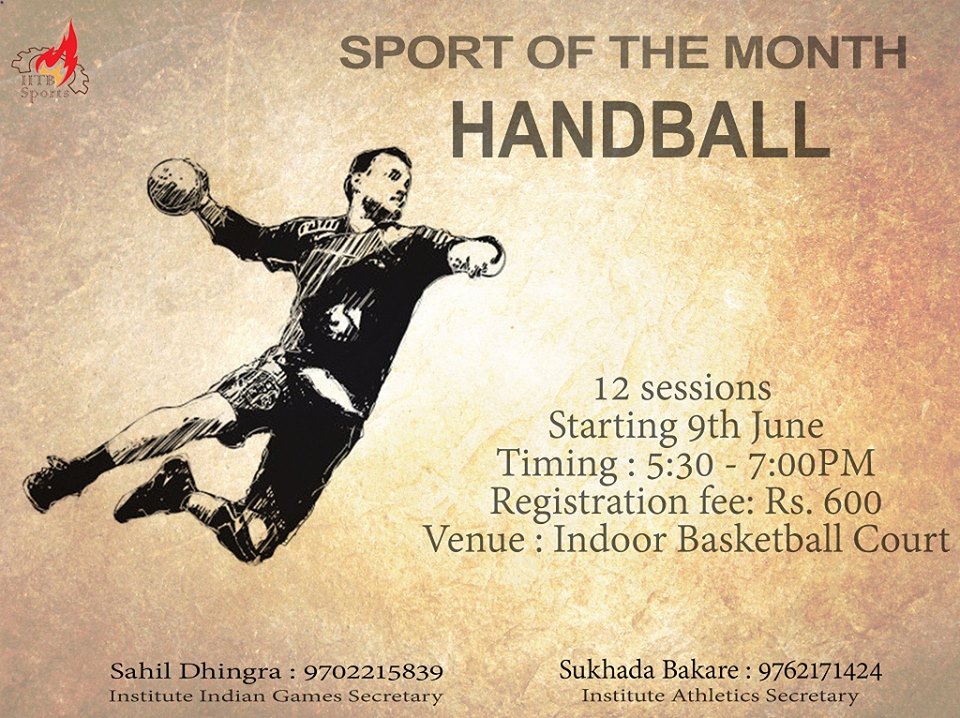 IITB
Sports
SPORT OF THE MONTH
HANDBALL
12 sessions
Starting 9th June
Timing : 5:30 - 7:00PM
Registration fee: Rs. 600
Venue : Indoor Basketball Court
Sahil Dhingra : 9702215839
Institute Indian Games Secretary
Sukhada Bakare : 9762171424
Institute Athletics Secretary